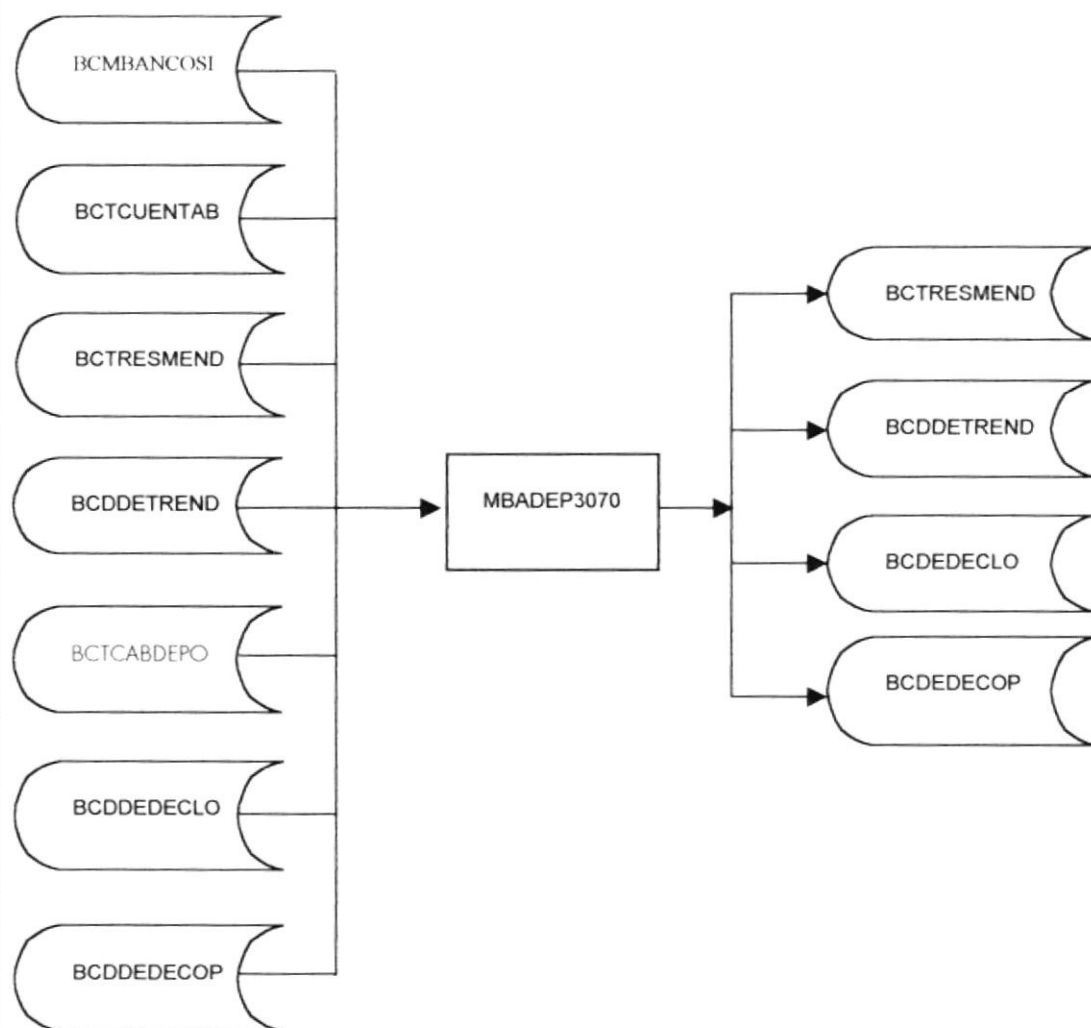 BCMBANCOSI
BCTCUENTAB
BCTRESMEND
BCDDETREND
BCTCABDEPO
BCDDEDECLO
BCDDEDECOP
MBADEP3070
BCTRESMEND
BCDDETREND
BCDEDECLO
BCDEDECOP